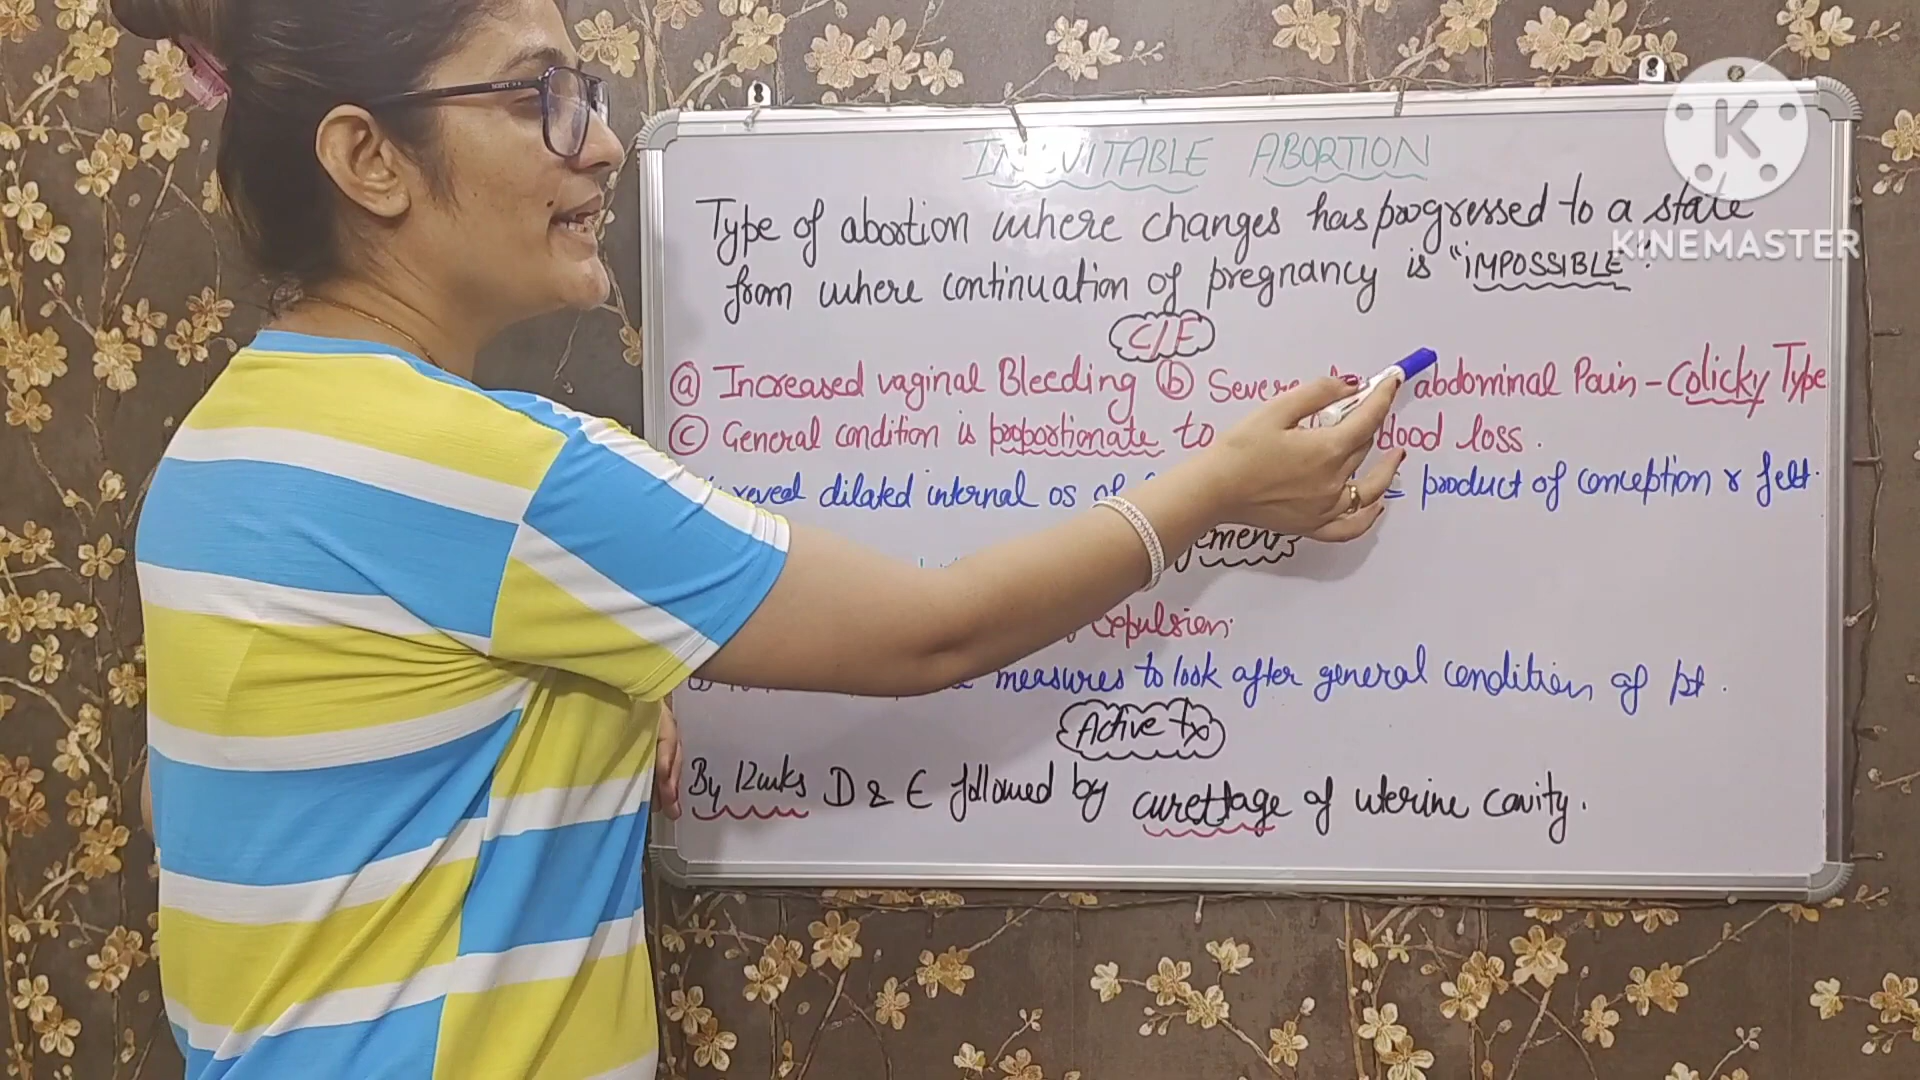 INEVITABLE ABORTION
Type of abortion where changes has progressed to a state
from where continuation of pregnancy is "IMPOSSIBLE".
C/F
(a) Increased vaginal Bleeding (b) Severe abdominal Pain - Colicky Type
(c) General condition is proportionate to blood loss.
reveal dilated internal os of product of conception r felt.
expulsion.
measures to look after general condition of pt.
Active tx
By 12wks D & E followed by curettage of uterine cavity.
K
KINEMASTER